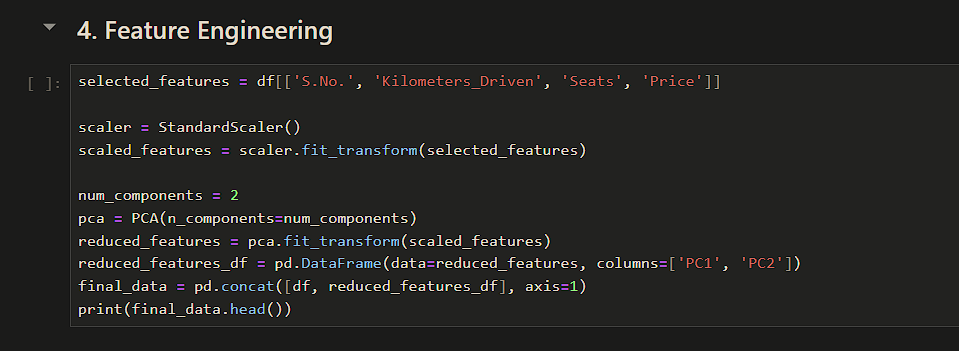 4. Feature Engineering
[ ]: selected_features = df[['S.No.', 'Kilometers_Driven', 'Seats', 'Price']]
scaler = StandardScaler()
scaled_features = scaler.fit_transform(selected_features)
num_components = 2
pca = PCA(n_components=num_components)
reduced_features = pca.fit_transform(scaled_features)
reduced_features_df = pd.DataFrame(data=reduced_features, columns=['PC1', 'PC2'])
final_data = pd.concat([df, reduced_features_df], axis=1)
print(final_data.head())